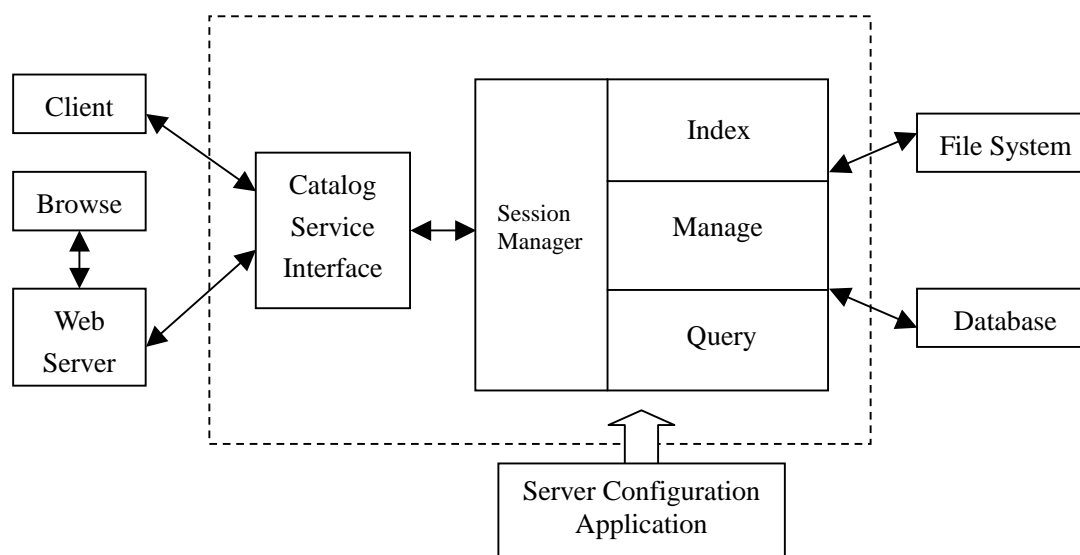 Client
Browse
Web
Server
Catalog
Service
Interface
Session
Manager
Index
Manage
Query
File System
Database
Server Configuration
Application